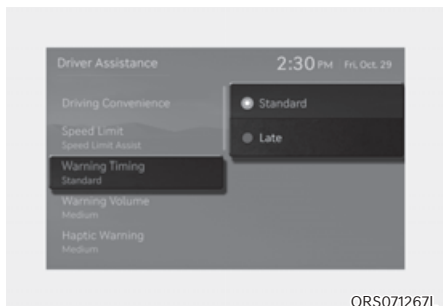 Driver Assistance
2:30 PM Fri, Oct. 29
Driving Convenience
Speed Limit
Speed Limit Assist
Warning Timing
Standard
Warning Volume
Medium
Haptic Warning
Medium
Standard
Late
ORS071267L